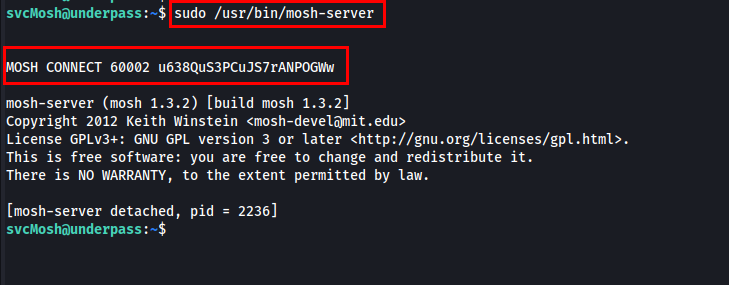 svcMosh@underpass:~$ sudo /usr/bin/mosh-server
MOSH CONNECT 60002 u638QuS3PCuJS7rANPOGWw
mosh-server (mosh 1.3.2) [build mosh 1.3.2]
Copyright 2012 Keith Winstein <mosh-devel@mit.edu>
License GPLv3+: GNU GPL version 3 or later <http://gnu.org/licenses/gpl.html>.
This is free software: you are free to change and redistribute it.
There is NO WARRANTY, to the extent permitted by law.
[mosh-server detached, pid = 2236]
svcMosh@underpass:~$